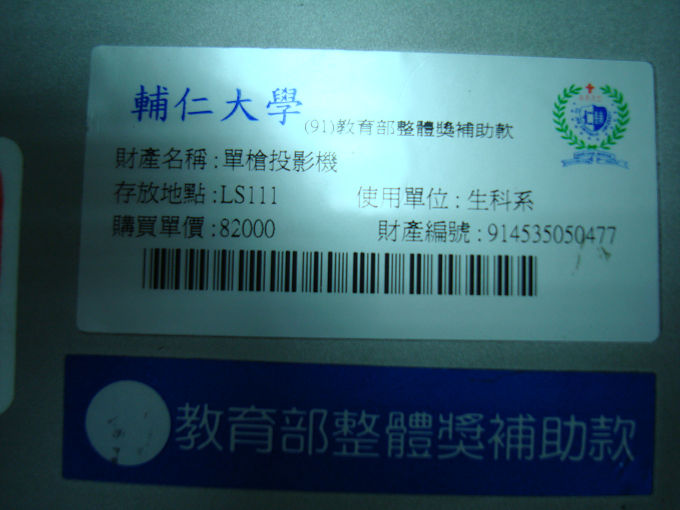 輔仁大學
(91)教育部整體獎補助款
財產名稱:單槍投影機
存放地點:LS111 使用單位:生科系
購買單價:82000 財產編號:914535050477
教育部整體獎補助款